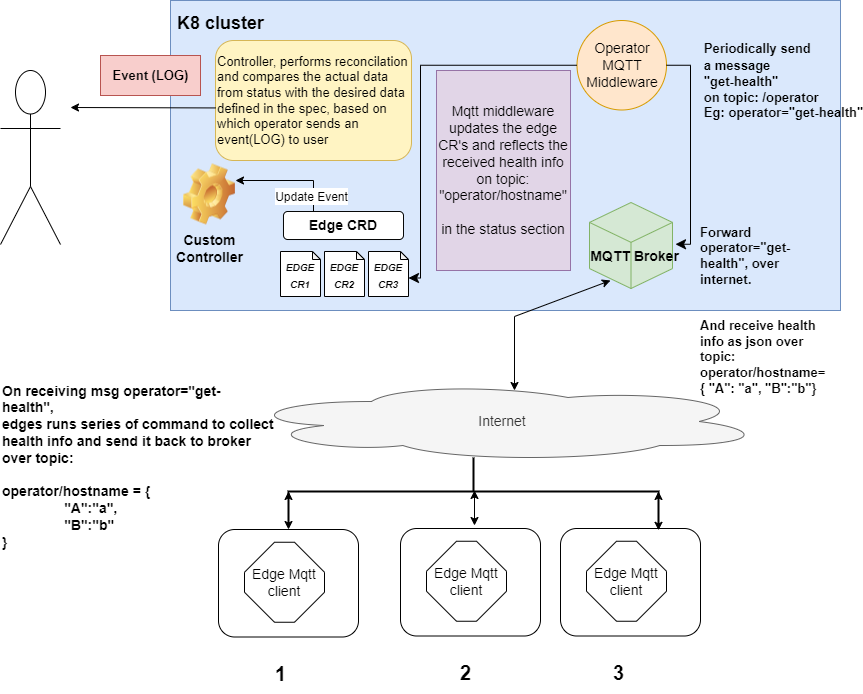 K8 cluster
Event (LOG)
Controller, performs reconcilation
and compares the actual data
from status with the desired data
defined in the spec, based on
which operator sends an
event(LOG) to user
Operator
MQTT
Middleware
Periodically send
a message
"get-health"
on topic: /operator
Eg: operator="get-health"
Mqtt middleware
updates the edge
CR's and reflects the
received health info
on topic:
"operator/hostname"
in the status section
Update Event
Edge CRD
Custom
Controller
EDGE
CR1
EDGE
CR2
EDGE
CR3
MQTT Broker
Forward
operator="get-
health", over
internet.
And receive health
info as json over
topic:
operator/hostname=
{ "A": "a", "B":"b"}
On receiving msg operator="get-
health",
edges runs series of command to collect
health info and send it back to broker
over topic:
operator/hostname = {
"A":"a",
"B":"b"
}
Internet
Edge Mqtt
client
Edge Mqtt
client
Edge Mqtt
client
1
2
3